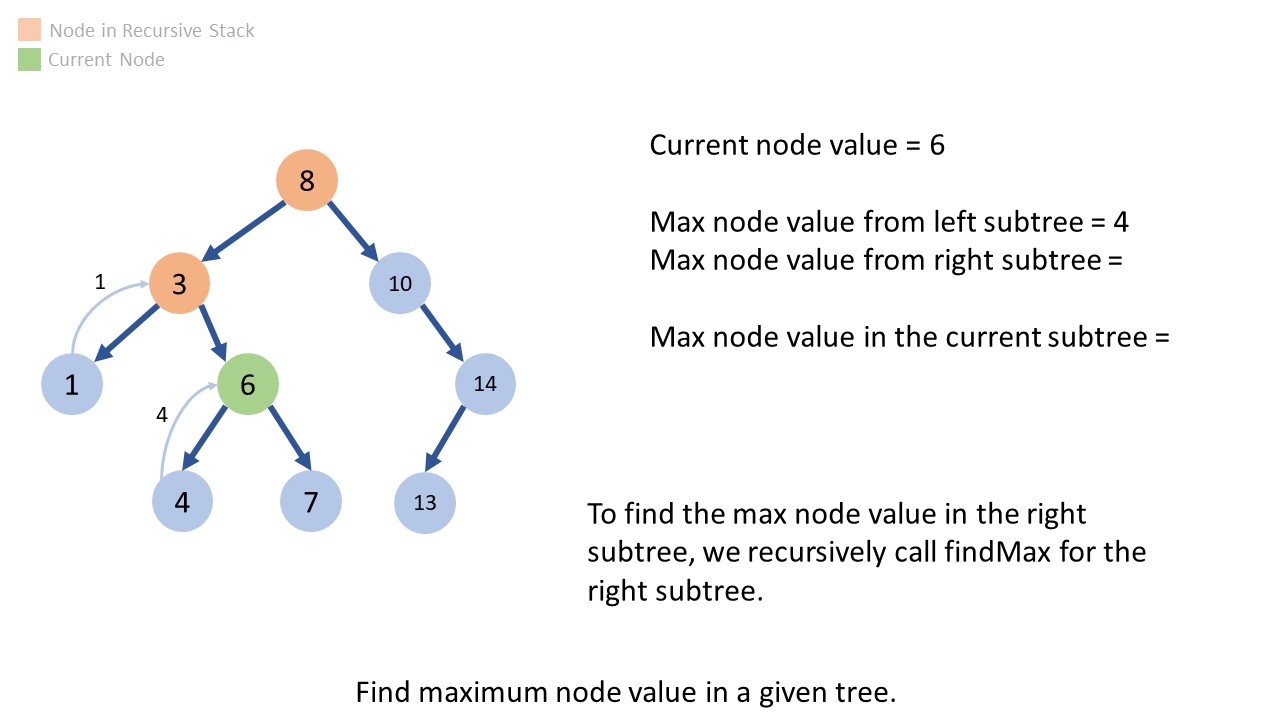 Node in Recursive Stack
Current Node
Current node value = 6
8
Max node value from left subtree = 4
Max node value from right subtree =
1
3
10
Max node value in the current subtree =
1
6
14
4
4
7
13
To find the max node value in the right
subtree, we recursively call findMax for the
right subtree.
Find maximum node value in a given tree.